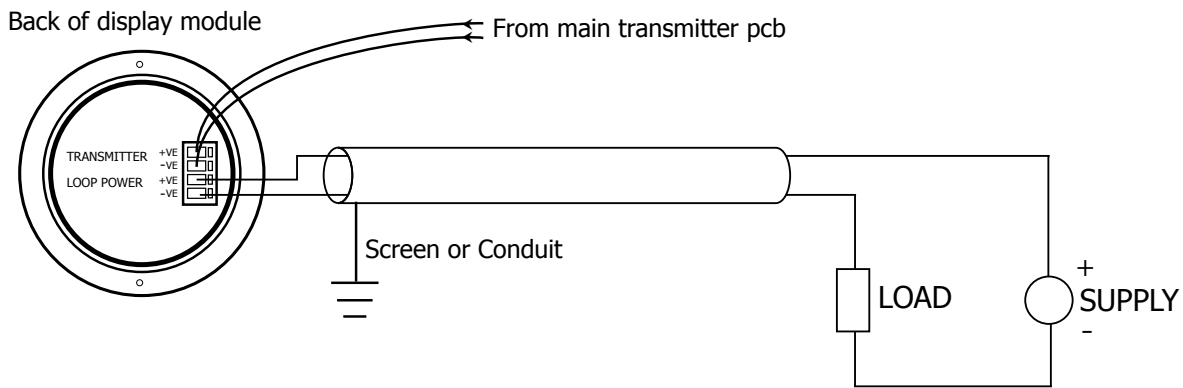 Back of display module
From main transmitter pcb
TRANSMITTER +VE
-VE
LOOP POWER +VE
-VE
Screen or Conduit
LOAD
+
SUPPLY
-